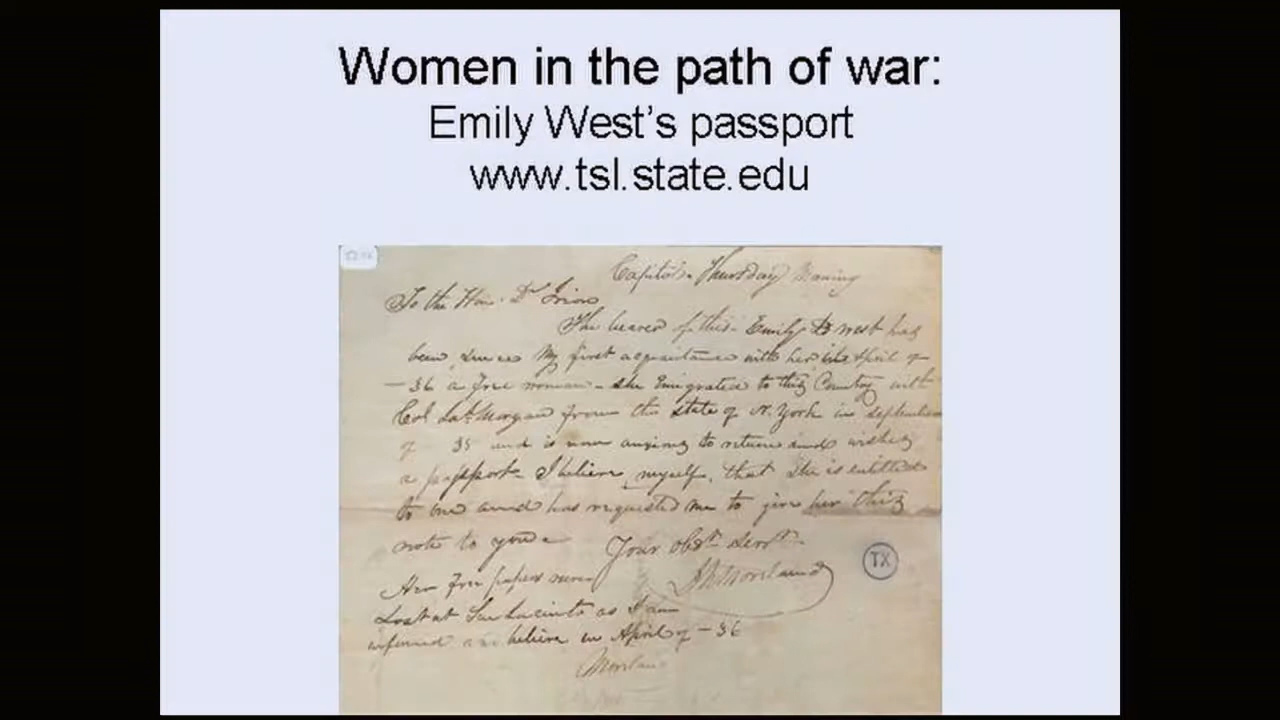 Women in the path of war:
Emily West's passport
www.tsl.state.edu
Capitol. Thursday Morning
To the Hon. Dr Irion
The bearer of this. Emily D. West has
been, since My first acquaintance with her in April of
-36 a free woman - she Emigrated to this Country with
Col Jas. Morgan from the state of N. York in september
of 35 and is now anxious to return and wishes
a passport - I believe myself, that she is entitled
to one and has requested me to give her this
note to you -
Your Obdt. Servt.
I N Moreland
TX
Her free papers were
Lost at San Jacinto as I am
informed and believe in April of -36
Moreland